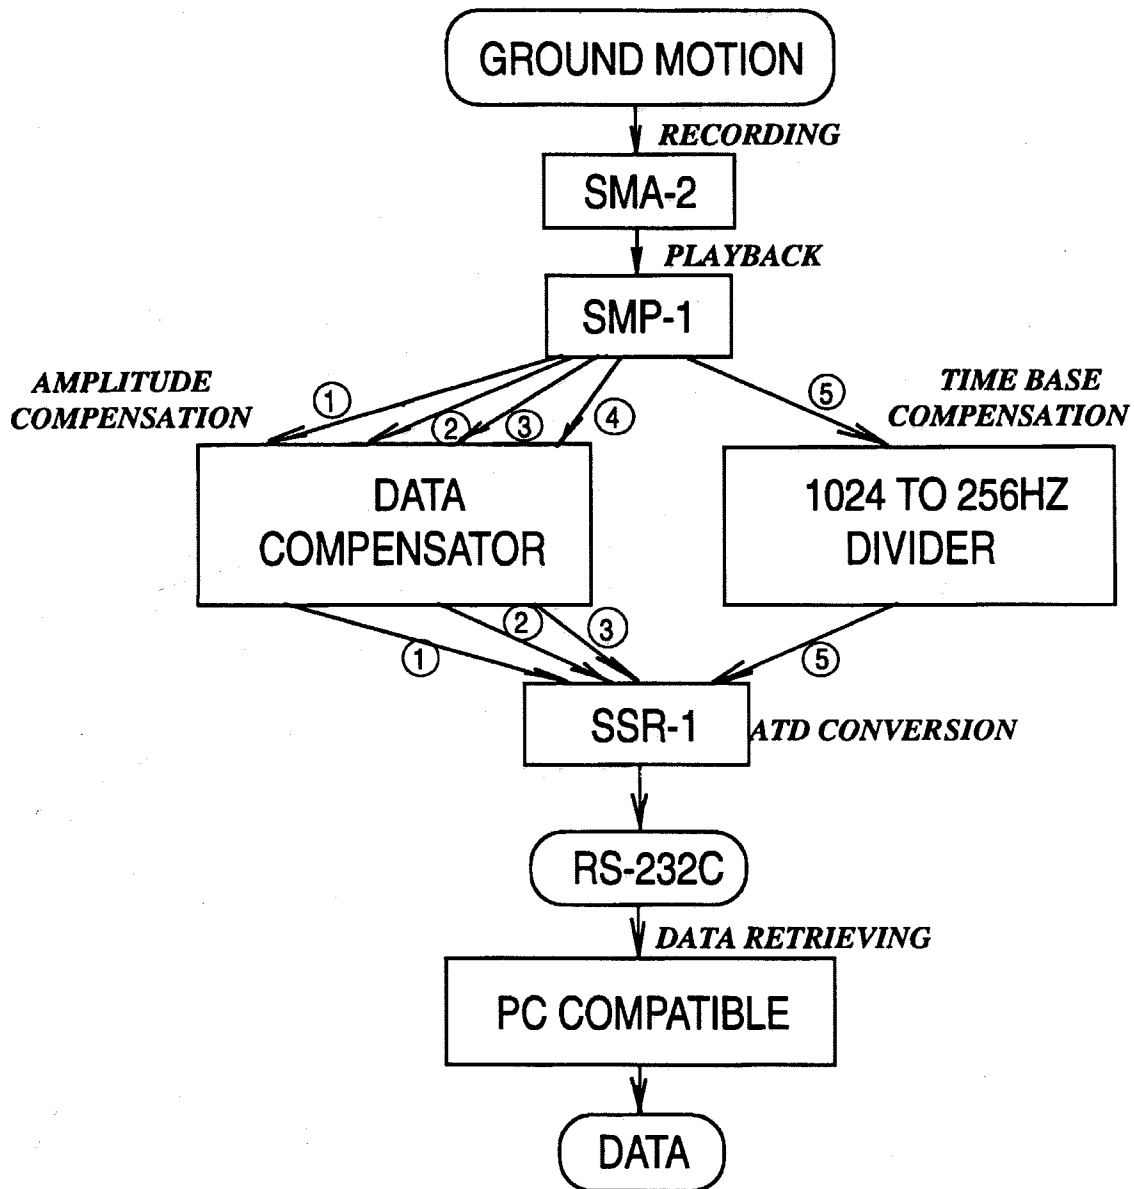 GROUND MOTION
RECORDING
SMA-2
PLAYBACK
SMP-1
AMPLITUDE
COMPENSATION
TIME BASE
COMPENSATION
1
2
3
4
5
DATA
COMPENSATOR
1024 TO 256HZ
DIVIDER
1
2
3
5
SSR-1
ATD CONVERSION
RS-232C
DATA RETRIEVING
PC COMPATIBLE
DATA